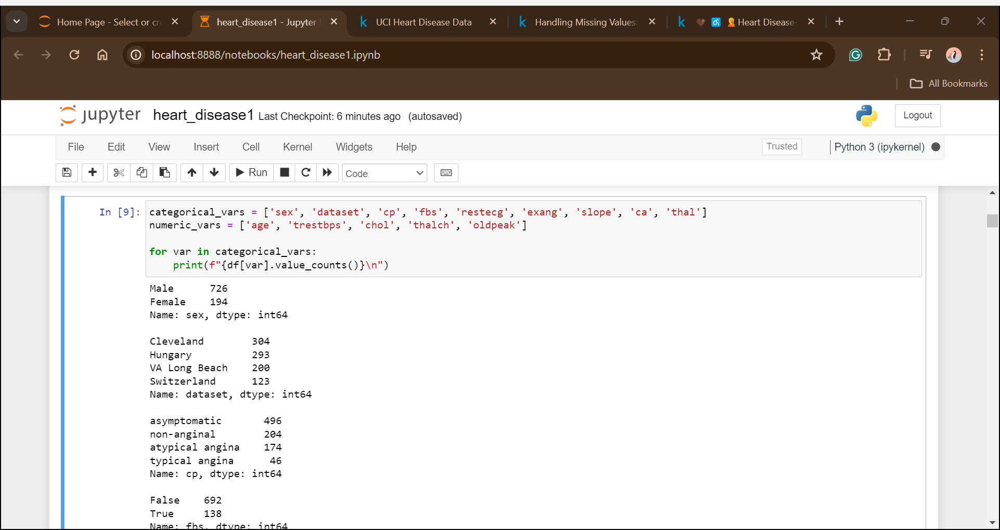 Home Page - Select or cr
heart_disease1 - Jupyter
UCI Heart Disease Data
Handling Missing Values:
Heart Disease-
localhost:8888/notebooks/heart_disease1.ipynb
All Bookmarks
jupyter heart_disease1 Last Checkpoint: 6 minutes ago (autosaved)
Logout
File Edit View Insert Cell Kernel Widgets Help
Trusted
Python 3 (ipykernel)
Run
Code
In [9]:
categorical_vars = ['sex', 'dataset', 'cp', 'fbs', 'restecg', 'exang', 'slope', 'ca', 'thal']
numeric_vars = ['age', 'trestbps', 'chol', 'thalch', 'oldpeak']
for var in categorical_vars:
    print(f"{df[var].value_counts()}\n")
Male      726
Female    194
Name: sex, dtype: int64
Cleveland        304
Hungary          293
VA Long Beach    200
Switzerland      123
Name: dataset, dtype: int64
asymptomatic       496
non-anginal        204
atypical angina    174
typical angina      46
Name: cp, dtype: int64
False    692
True     138
Name: fbs, dtype: int64